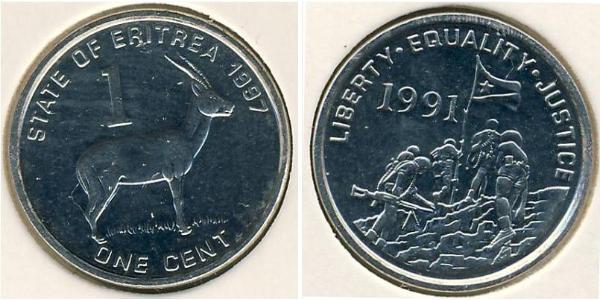 STATE OF ERITREA 1997
1
ONE CENT
LIBERTY · EQUALITY · JUSTICE
1991